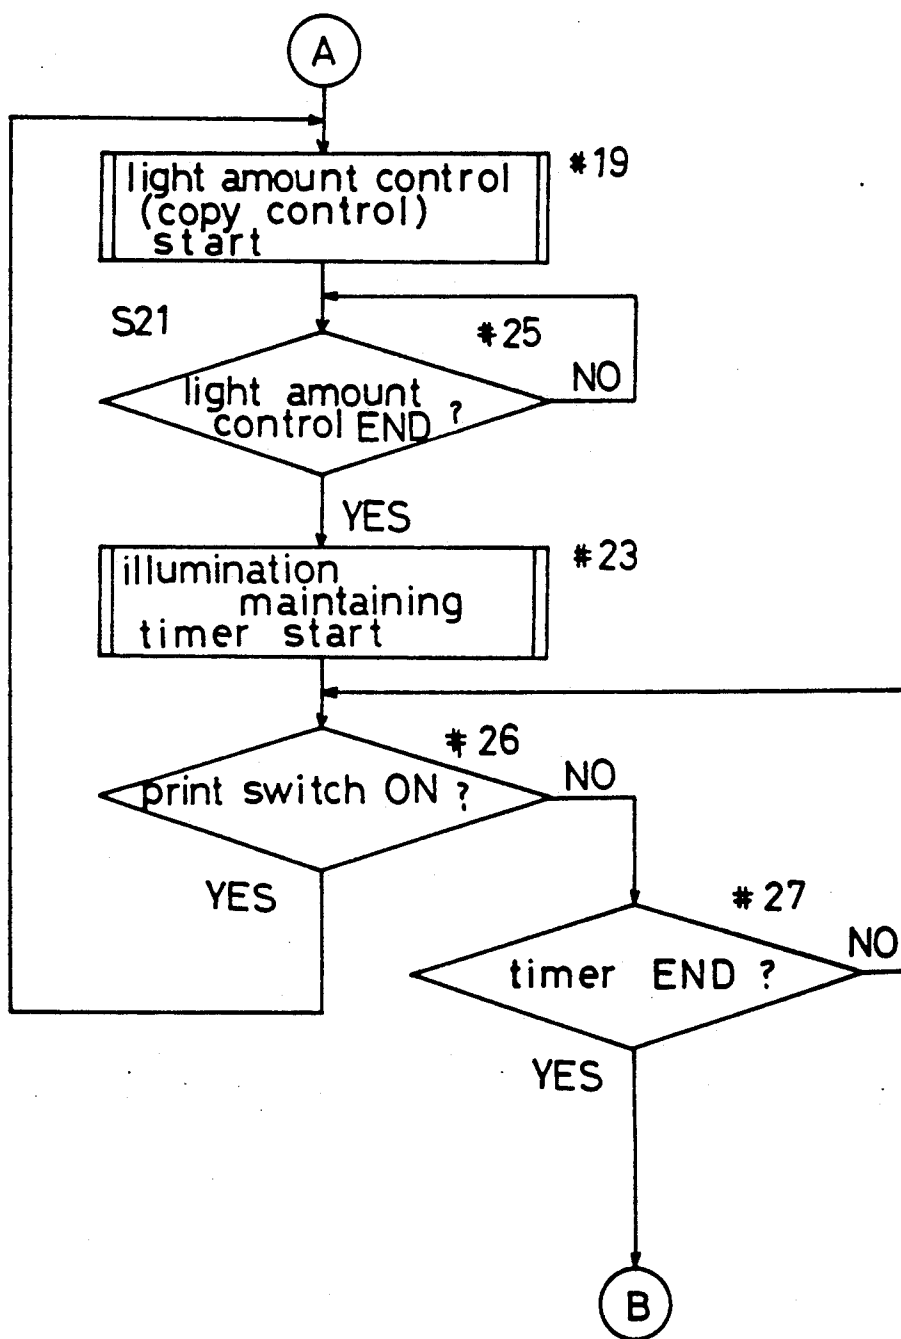 A
light amount control
(copy control)
start
#19
S21
#25
light amount
control END ?
NO
YES
illumination
maintaining
timer start
#23
#26
print switch ON ?
NO
YES
#27
timer END ?
NO
YES
B